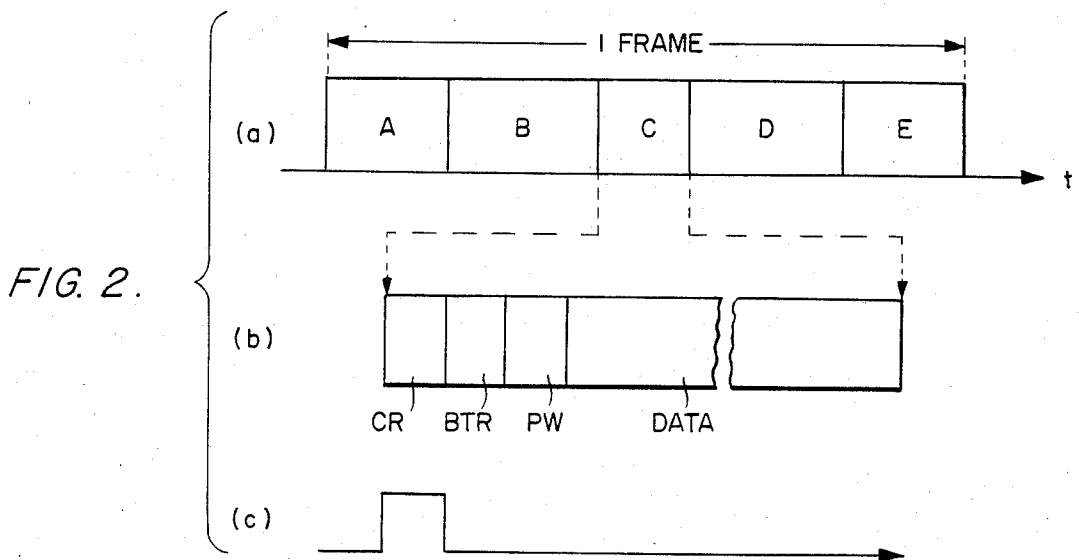 1 FRAME
(a) A B C D E
t
FIG. 2.
(b)
CR BTR PW DATA
(c)